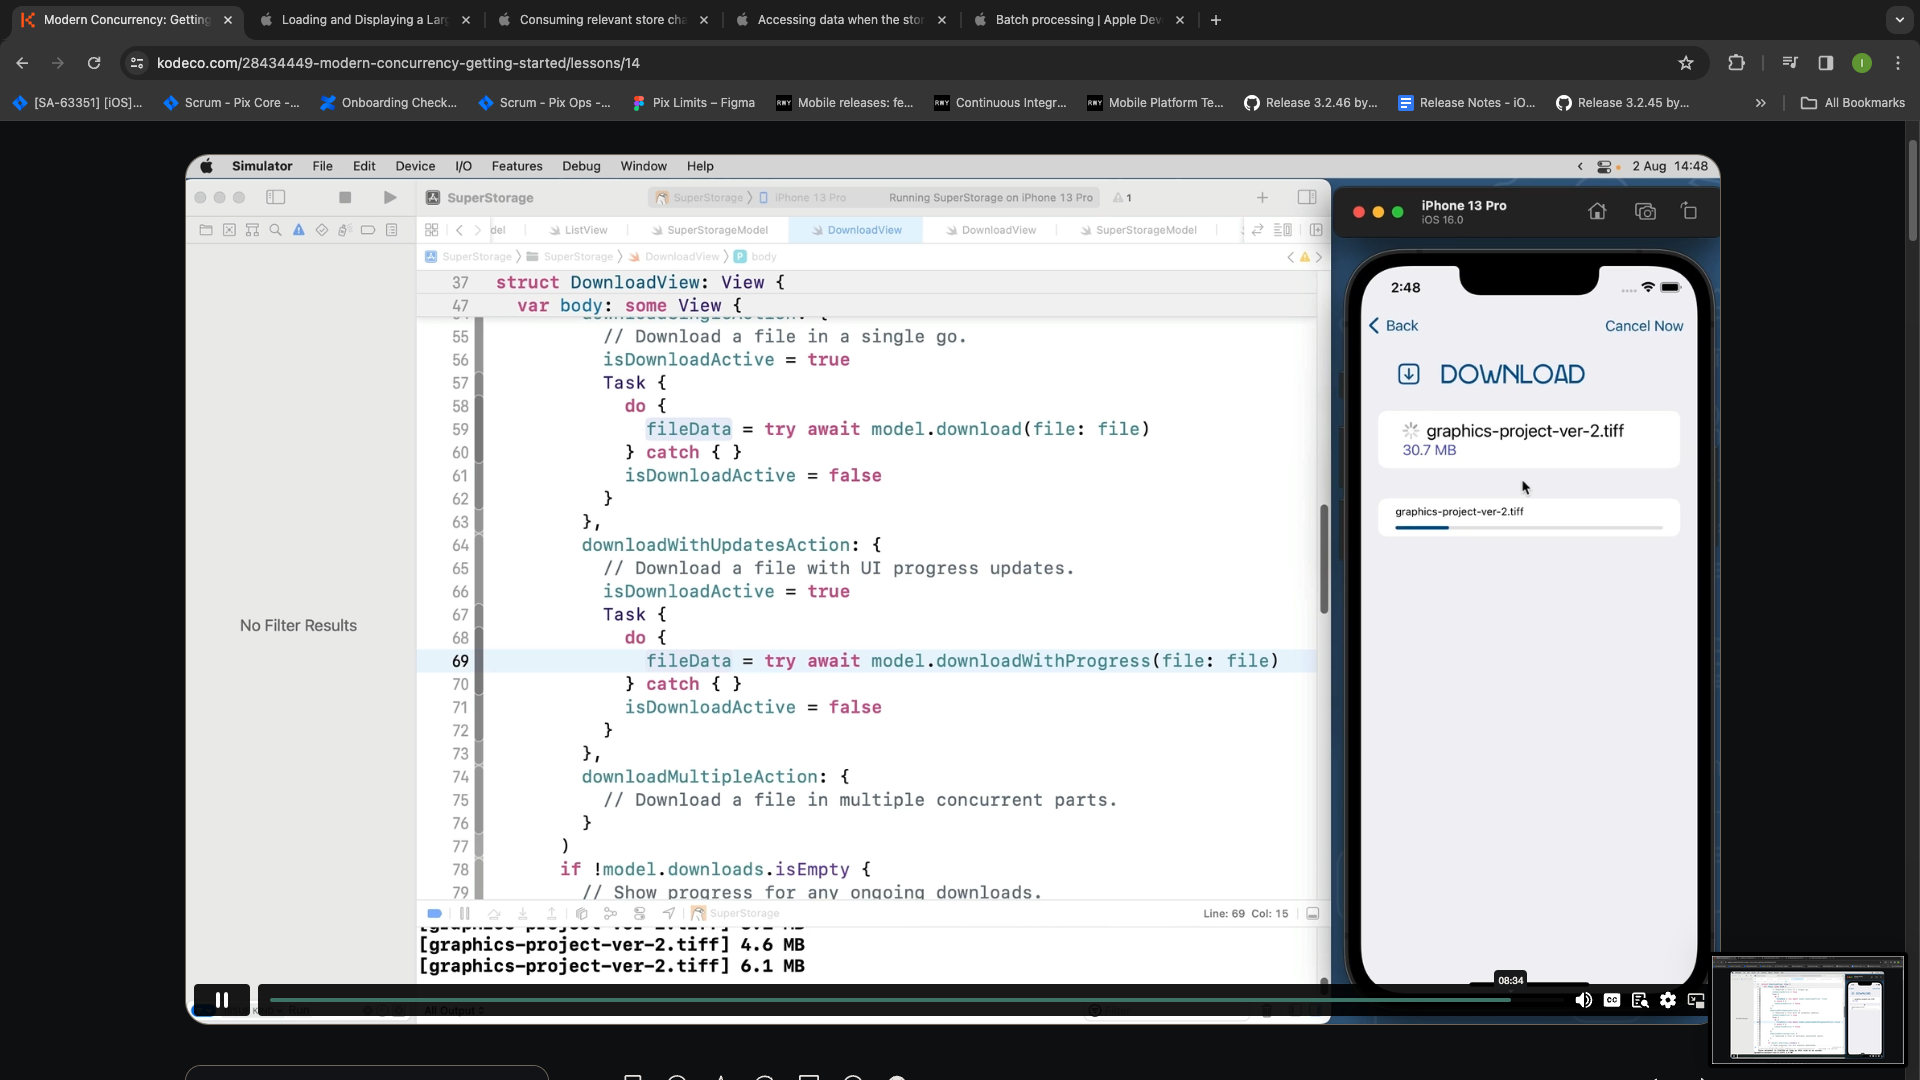 Modern Concurrency: Getting
Loading and Displaying a Lar
Consuming relevant store cha
Accessing data when the stor
Batch processing | Apple Dev
kodeco.com/28434449-modern-concurrency-getting-started/lessons/14
[SA-63351] [iOS]...
Scrum - Pix Core -...
Onboarding Check...
Scrum - Pix Ops -...
Pix Limits – Figma
Mobile releases: fe...
Continuous Integr...
Mobile Platform Te...
Release 3.2.46 by...
Release Notes - iO...
Release 3.2.45 by...
All Bookmarks
Simulator File Edit Device I/O Features Debug Window Help
2 Aug 14:48
SuperStorage
SuperStorage
iPhone 13 Pro
Running SuperStorage on iPhone 13 Pro
1
del
ListView
SuperStorageModel
DownloadView
DownloadView
SuperStorageModel
SuperStorage
SuperStorage
DownloadView
body
No Filter Results
37 struct DownloadView: View {
47 var body: some View {
55 // Download a file in a single go.
56 isDownloadActive = true
57 Task {
58 do {
59 fileData = try await model.download(file: file)
60 } catch { }
61 isDownloadActive = false
62 }
63 },
64 downloadWithUpdatesAction: {
65 // Download a file with UI progress updates.
66 isDownloadActive = true
67 Task {
68 do {
69 fileData = try await model.downloadWithProgress(file: file)
70 } catch { }
71 isDownloadActive = false
72 }
73 },
74 downloadMultipleAction: {
75 // Download a file in multiple concurrent parts.
76 }
77 )
78 if !model.downloads.isEmpty {
79 // Show progress for any ongoing downloads.
SuperStorage
Line: 69 Col: 15
[graphics-project-ver-2.tiff] 4.6 MB
[graphics-project-ver-2.tiff] 6.1 MB
All Output
iPhone 13 Pro
iOS 16.0
2:48
Back
Cancel Now
DOWNLOAD
graphics-project-ver-2.tiff
30.7 MB
graphics-project-ver-2.tiff
08:34
CC